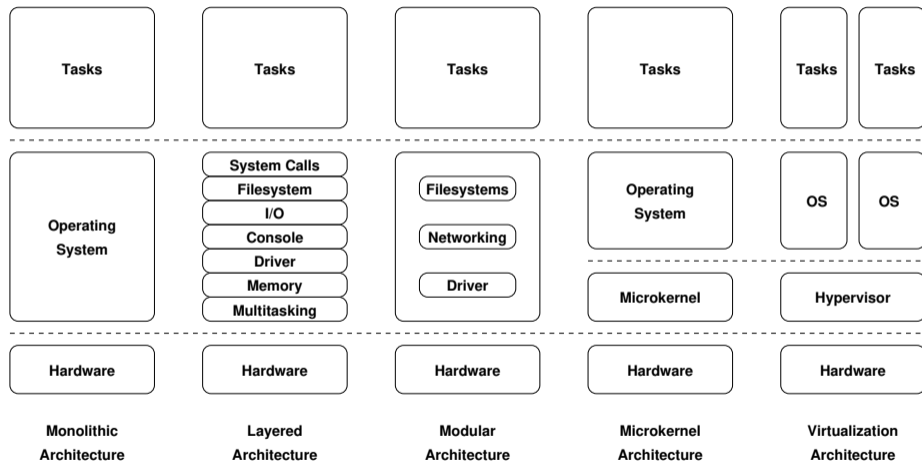 Tasks
Tasks
Tasks
Tasks
Tasks
Tasks
Operating
System
System Calls
Filesystem
I/O
Console
Driver
Memory
Multitasking
Filesystems
Networking
Driver
Operating
System
Microkernel
OS
OS
Hypervisor
Hardware
Hardware
Hardware
Hardware
Hardware
Monolithic
Architecture
Layered
Architecture
Modular
Architecture
Microkernel
Architecture
Virtualization
Architecture